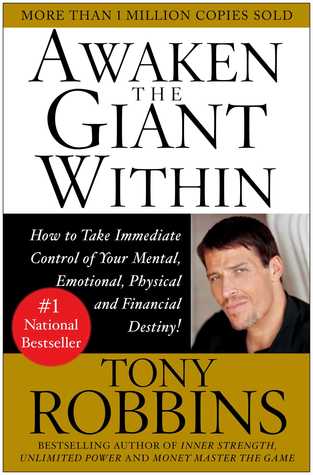 MORE THAN 1 MILLION COPIES SOLD
AWAKEN
THE
GIANT
WITHIN
How to Take Immediate
Control of Your Mental,
Emotional, Physical
and Financial
Destiny!
#1
National
Bestseller
TONY
ROBBINS
BESTSELLING AUTHOR OF INNER STRENGTH,
UNLIMITED POWER AND MONEY MASTER THE GAME